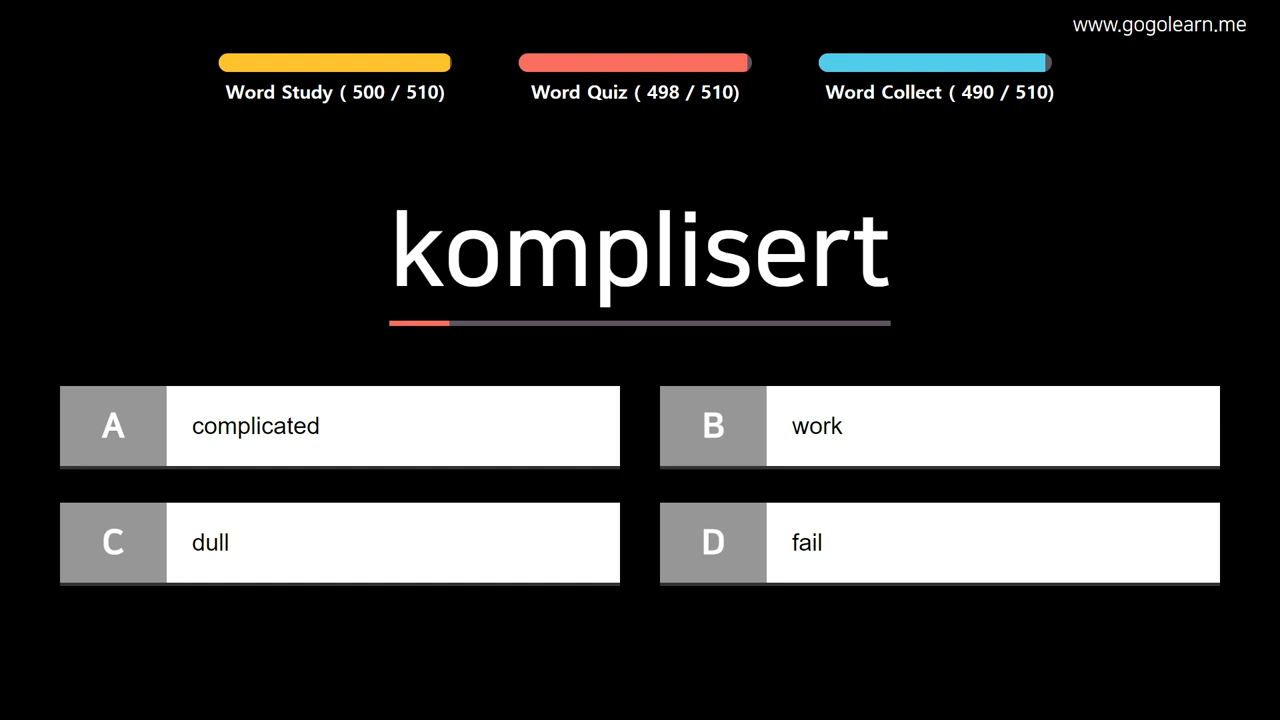 www.gogolearn.me
Word Study ( 500 / 510)
Word Quiz ( 498 / 510)
Word Collect ( 490 / 510)
komplisert
A complicated
B work
C dull
D fail